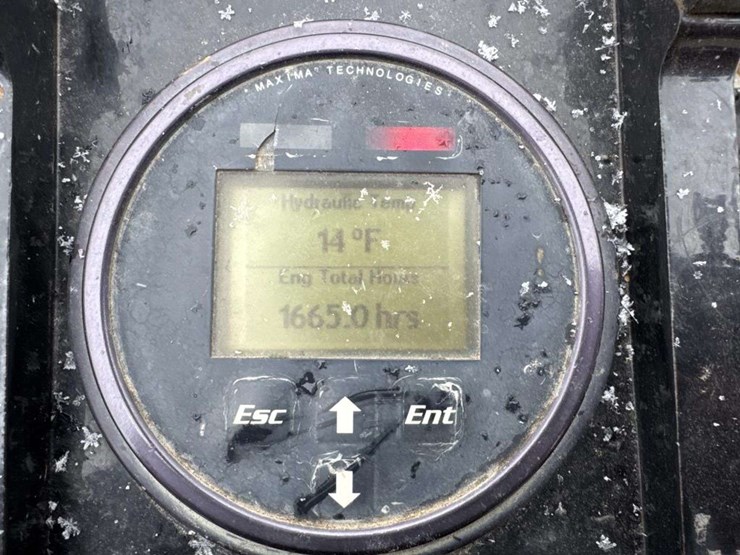 MAXIMA TECHNOLOGIES
Hydraulic Temp
14 °F
Eng Total Hours
1665.0 hrs
Esc
Ent